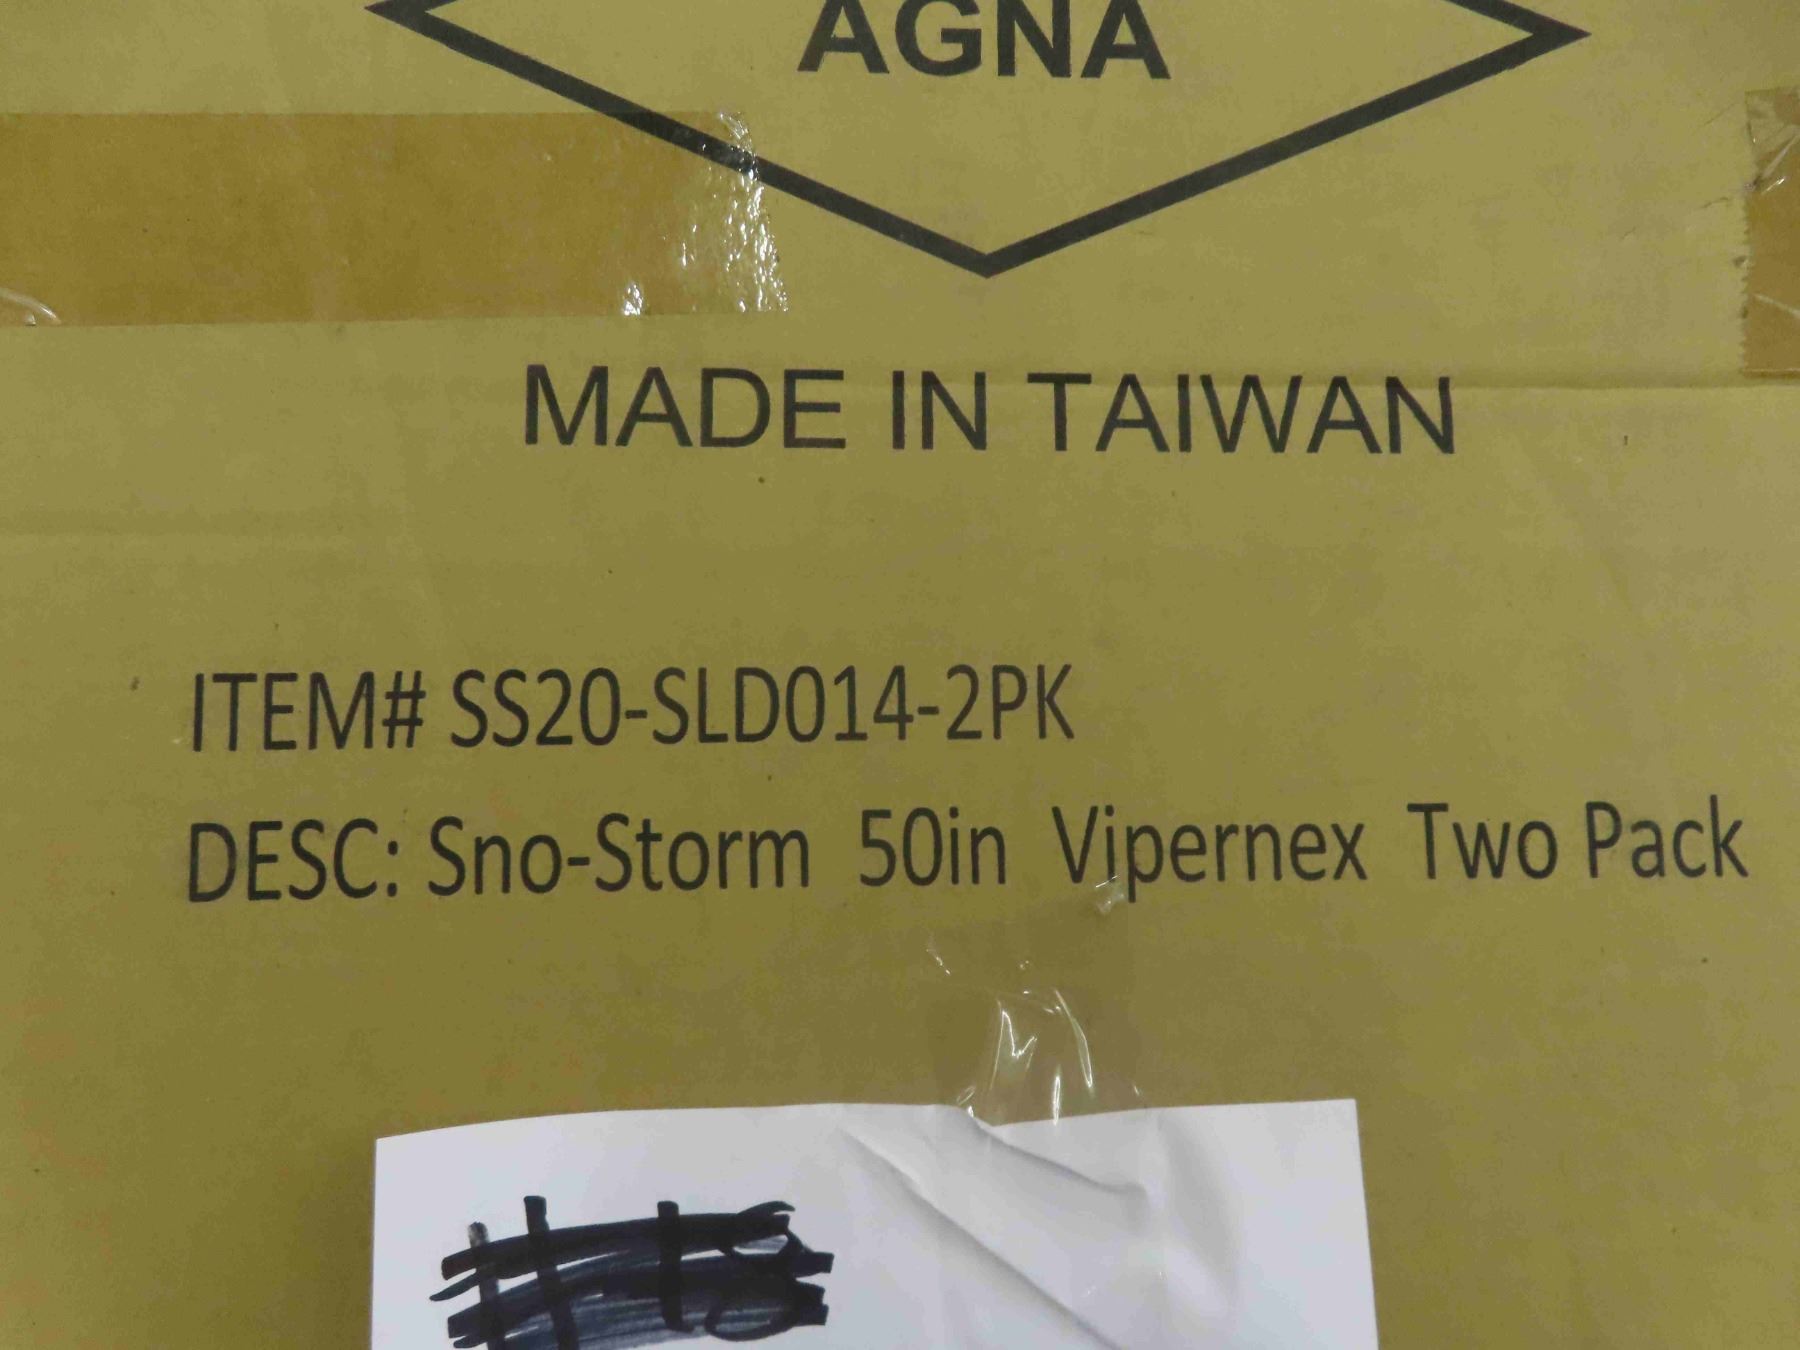 AGNA
MADE IN TAIWAN
ITEM# SS20-SLD014-2PK
DESC: Sno-Storm 50in Vipernex Two Pack